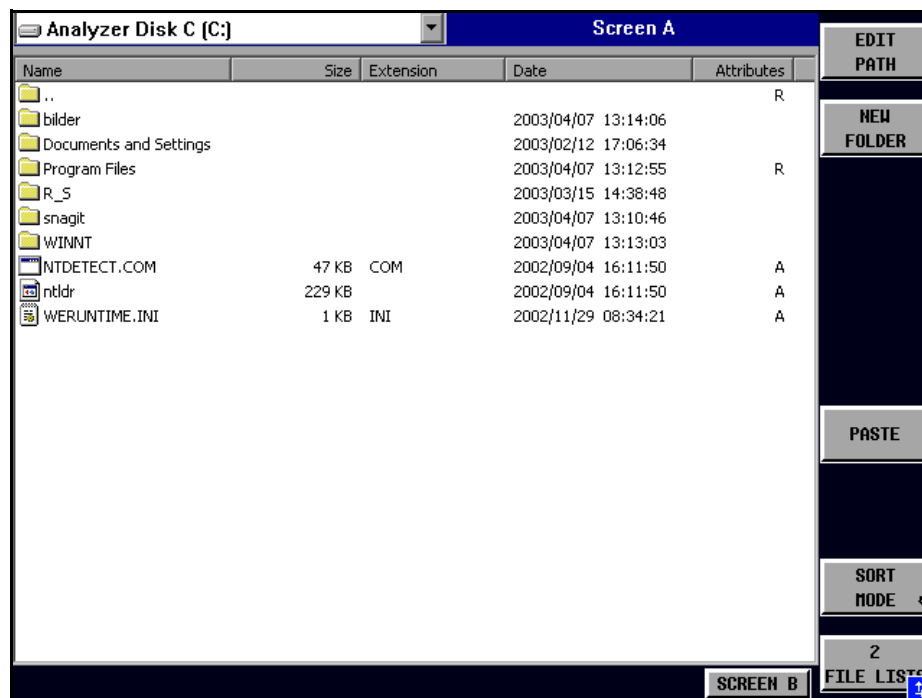 Analyzer Disk C (C:)
Screen A
Name Size Extension Date Attributes
.. R
bilder 2003/04/07 13:14:06
Documents and Settings 2003/02/12 17:06:34
Program Files 2003/04/07 13:12:55 R
R_S 2003/03/15 14:38:48
snagit 2003/04/07 13:10:46
WINNT 2003/04/07 13:13:03
NTDETECT.COM 47 KB COM 2002/09/04 16:11:50 A
ntldr 229 KB 2002/09/04 16:11:50 A
WERUNTIME.INI 1 KB INI 2002/11/29 08:34:21 A
SCREEN B
EDIT
PATH
NEW
FOLDER
PASTE
SORT
MODE
2
FILE LISTS